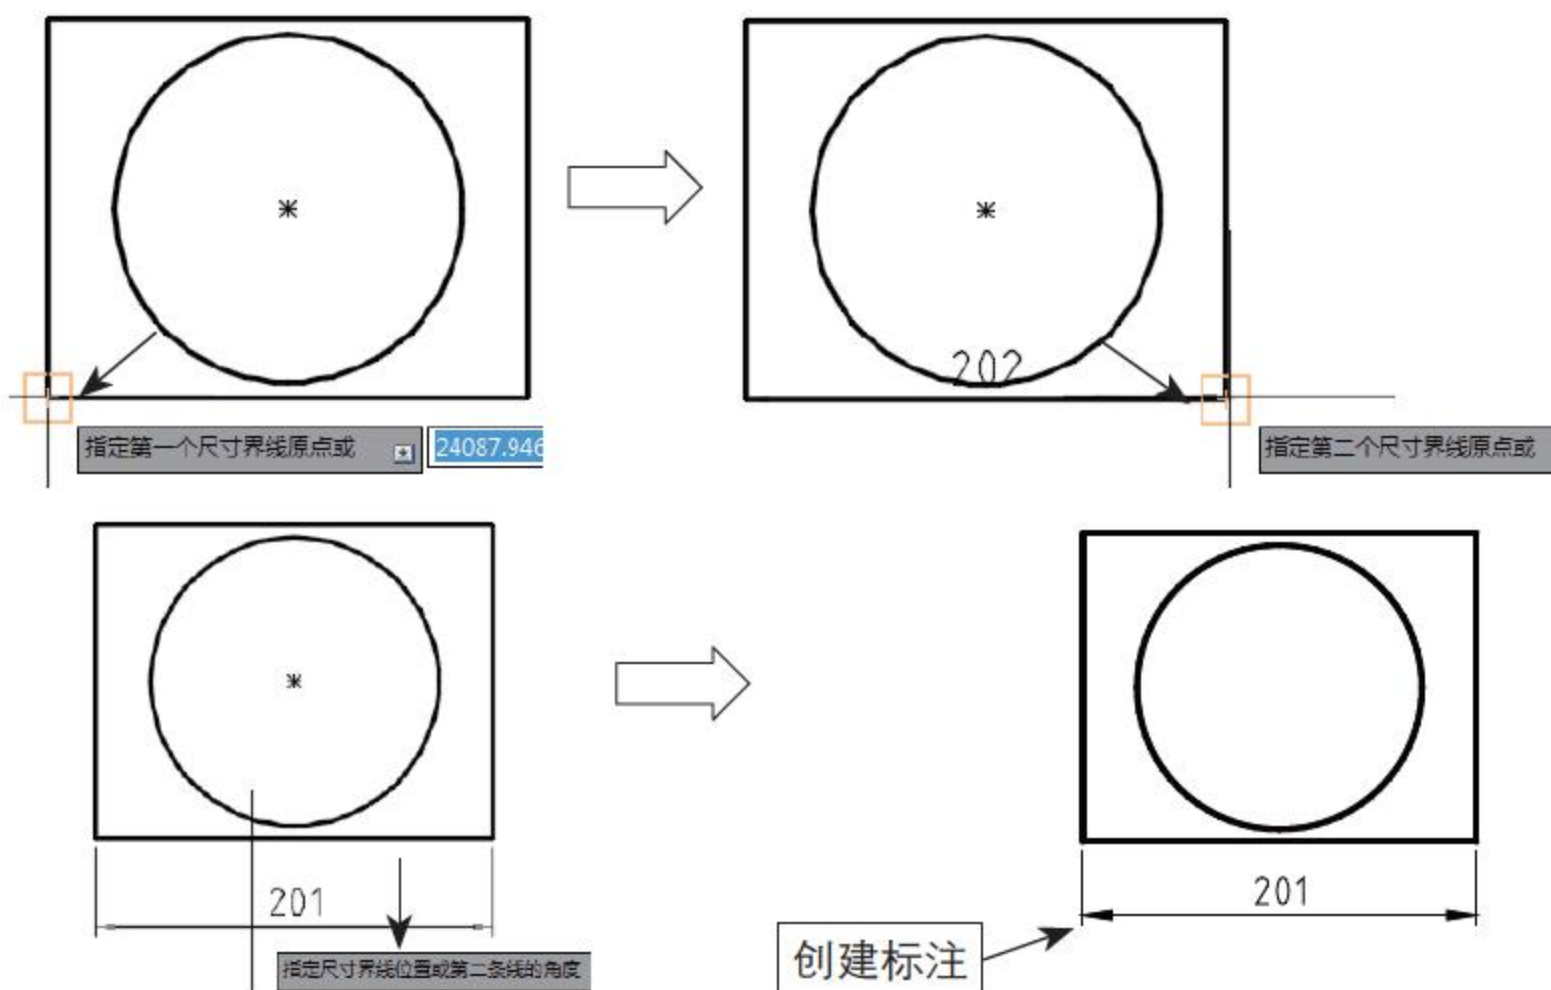 202
指定第一个尺寸界线原点或
24087.946
指定第二个尺寸界线原点或
201
指定尺寸界线位置或第二条线的角度
201
创建标注